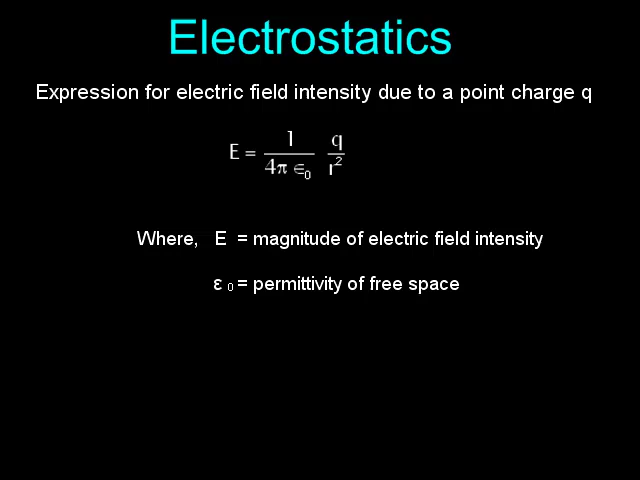 Electrostatics
Expression for electric field intensity due to a point charge q
E = 1/(4π ϵ₀) q/r²
Where, E = magnitude of electric field intensity
ε ₀ = permittivity of free space